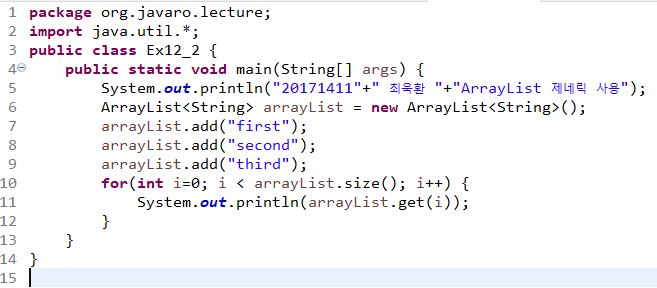 1 package org.javaro.lecture;
2 import java.util.*;
3 public class Ex12_2 {
4     public static void main(String[] args) {
5         System.out.println("20171411"+" 최욱환 "+"ArrayList 제네릭 사용");
6         ArrayList<String> arrayList = new ArrayList<String>();
7         arrayList.add("first");
8         arrayList.add("second");
9         arrayList.add("third");
10         for(int i=0; i < arrayList.size(); i++) {
11             System.out.println(arrayList.get(i));
12         }
13     }
14 }
15